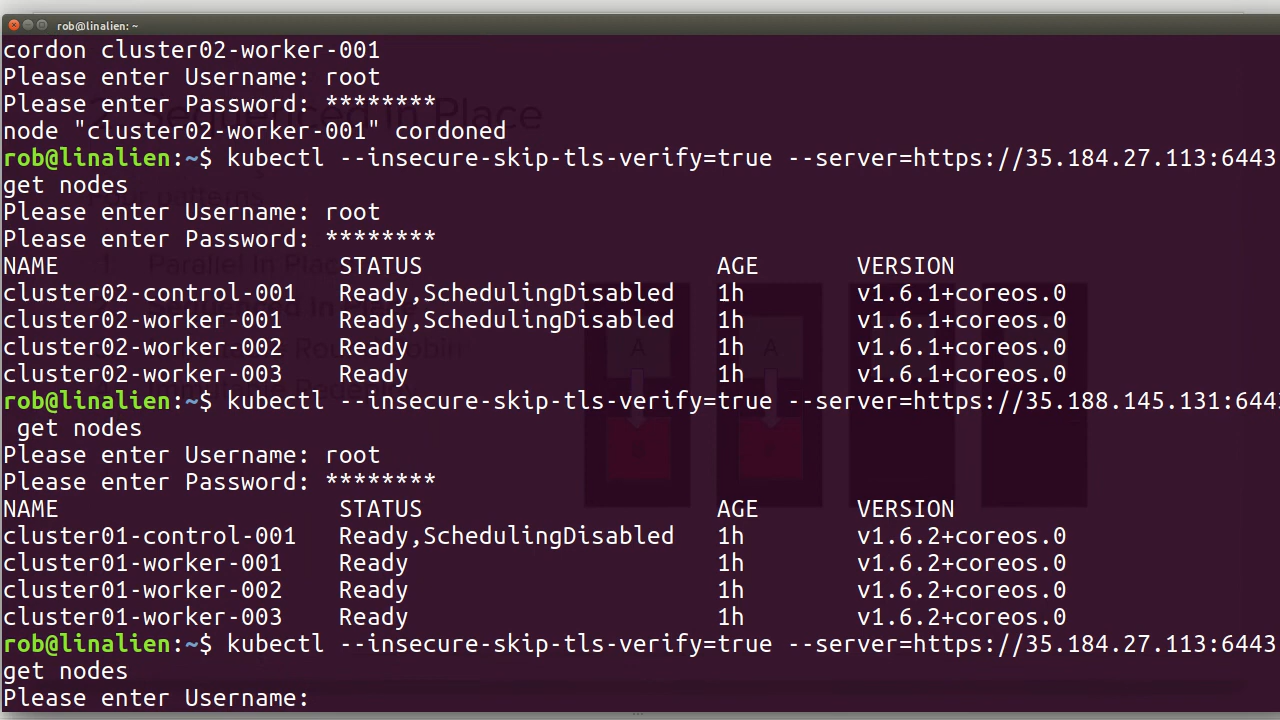 rob@linalien: ~
cordon cluster02-worker-001
Please enter Username: root
Please enter Password: ********
node "cluster02-worker-001" cordoned
rob@linalien:~$ kubectl --insecure-skip-tls-verify=true --server=https://35.184.27.113:6443
get nodes
Please enter Username: root
Please enter Password: ********
NAME STATUS AGE VERSION
cluster02-control-001 Ready,SchedulingDisabled 1h v1.6.1+coreos.0
cluster02-worker-001 Ready,SchedulingDisabled 1h v1.6.1+coreos.0
cluster02-worker-002 Ready 1h v1.6.1+coreos.0
cluster02-worker-003 Ready 1h v1.6.1+coreos.0
rob@linalien:~$ kubectl --insecure-skip-tls-verify=true --server=https://35.188.145.131:6443
get nodes
Please enter Username: root
Please enter Password: ********
NAME STATUS AGE VERSION
cluster01-control-001 Ready,SchedulingDisabled 1h v1.6.2+coreos.0
cluster01-worker-001 Ready 1h v1.6.2+coreos.0
cluster01-worker-002 Ready 1h v1.6.2+coreos.0
cluster01-worker-003 Ready 1h v1.6.2+coreos.0
rob@linalien:~$ kubectl --insecure-skip-tls-verify=true --server=https://35.184.27.113:6443
get nodes
Please enter Username: